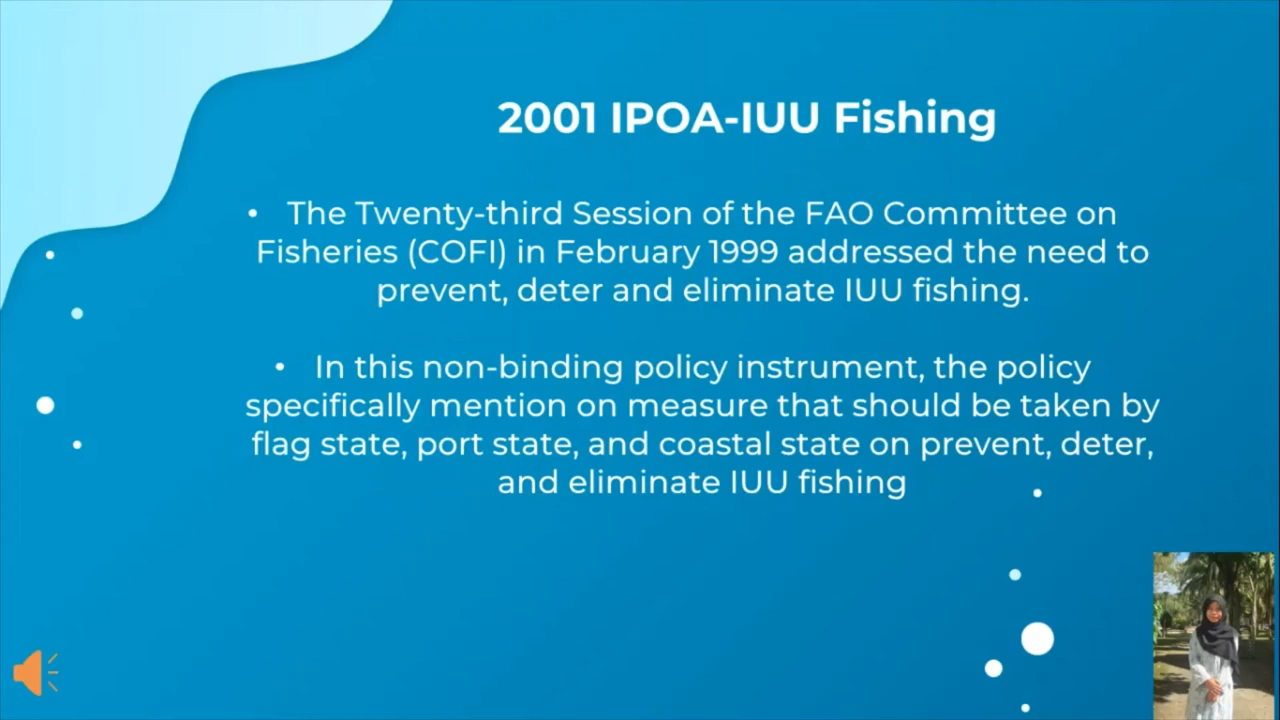 2001 IPOA-IUU Fishing
• The Twenty-third Session of the FAO Committee on
Fisheries (COFI) in February 1999 addressed the need to
prevent, deter and eliminate IUU fishing.
• In this non-binding policy instrument, the policy
specifically mention on measure that should be taken by
flag state, port state, and coastal state on prevent, deter,
and eliminate IUU fishing